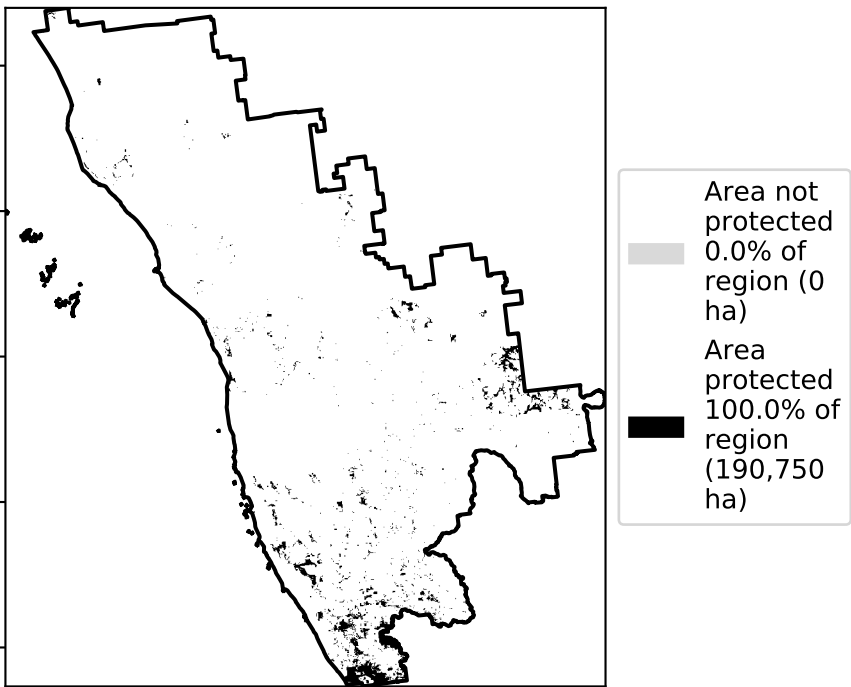 Area not
protected
0.0% of
region (0
ha)
Area
protected
100.0% of
region
(190,750
ha)